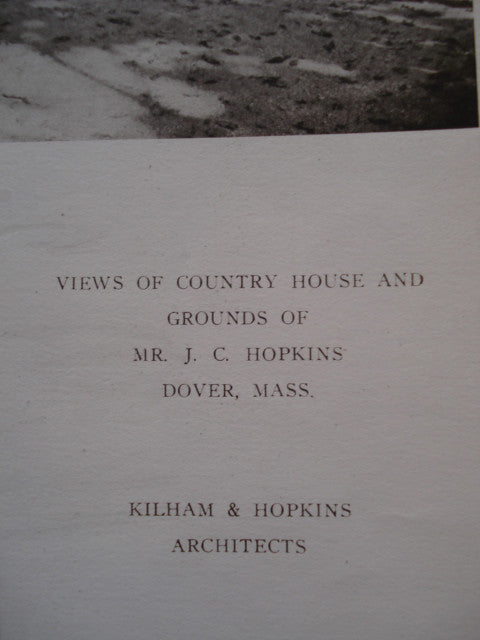 VIEWS OF COUNTRY HOUSE AND
GROUNDS OF
MR. J. C. HOPKINS
DOVER, MASS.
KILHAM & HOPKINS
ARCHITECTS